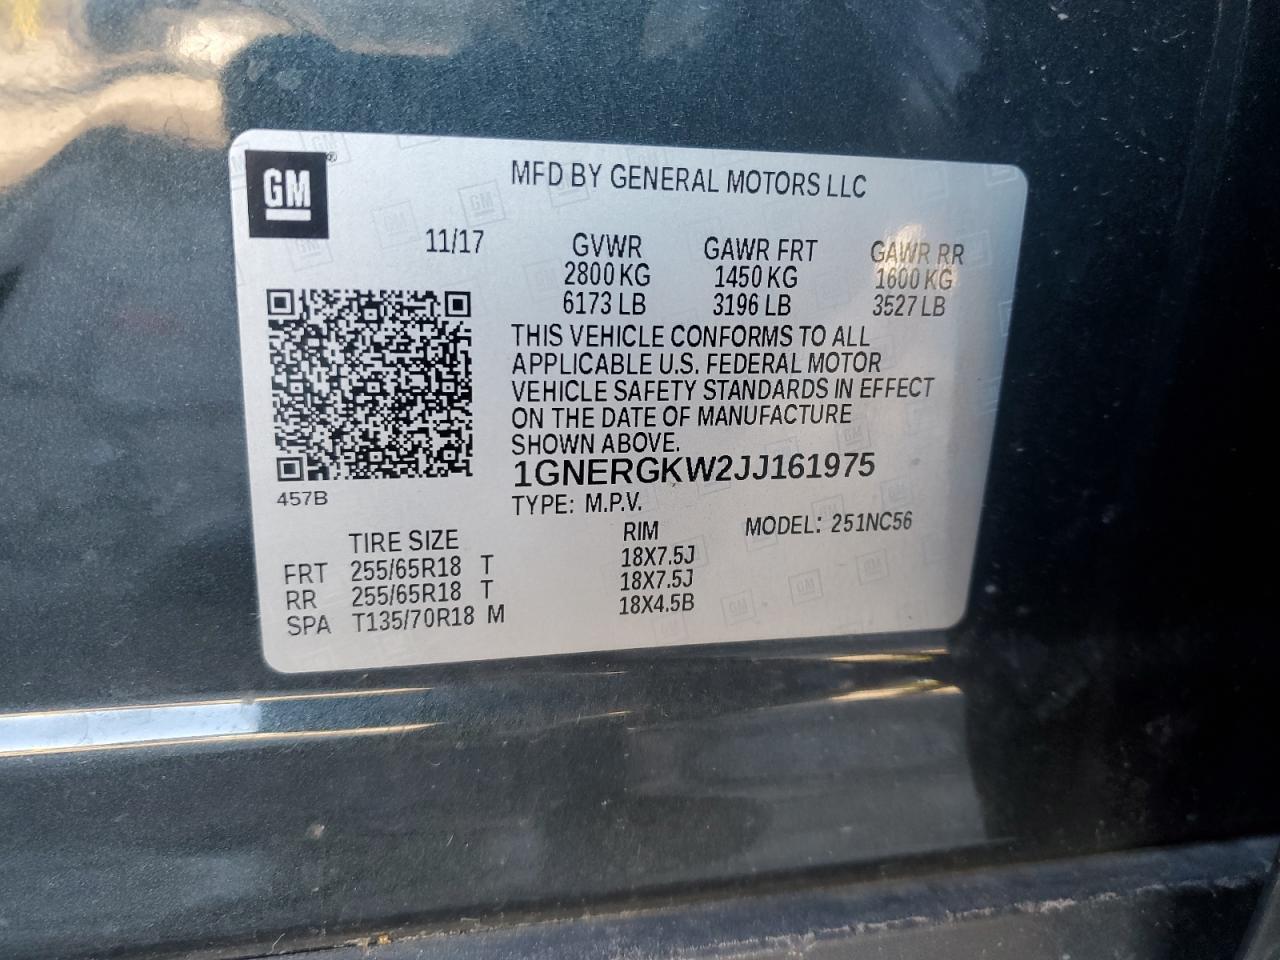 GM
MFD BY GENERAL MOTORS LLC
11/17
GVWR GAWR FRT GAWR RR
2800 KG 1450 KG 1600 KG
6173 LB 3196 LB 3527 LB
THIS VEHICLE CONFORMS TO ALL
APPLICABLE U.S. FEDERAL MOTOR
VEHICLE SAFETY STANDARDS IN EFFECT
ON THE DATE OF MANUFACTURE
SHOWN ABOVE.
1GNERGKW2JJ161975
457B
TYPE: M.P.V.
TIRE SIZE RIM MODEL: 251NC56
FRT 255/65R18 T 18X7.5J
RR 255/65R18 T 18X7.5J
SPA T135/70R18 M 18X4.5B